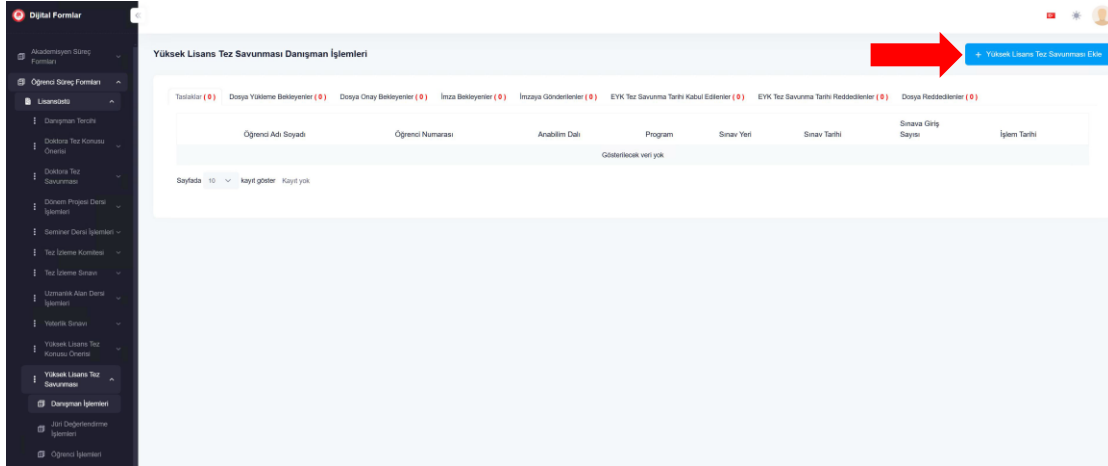 Dijital Formlar
Akademisyen Süreç
Formları
Öğrenci Süreç Formları
Lisansüstü
Danışman Tercihi
Doktora Tez Konusu
Önerisi
Doktora Tez
Savunması
Dönem Projesi Dersi
İşlemleri
Seminer Dersi İşlemleri
Tez İzleme Komitesi
Tez İzleme Sınavı
Uzmanlık Alan Dersi
İşlemleri
Yeterlik Sınavı
Yüksek Lisans Tez
Konusu Önerisi
Yüksek Lisans Tez
Savunması
Danışman İşlemleri
Jüri Değerlendirme
İşlemleri
Öğrenci İşlemleri
Yüksek Lisans Tez Savunması Danışman İşlemleri
+ Yüksek Lisans Tez Savunması Ekle
Taslaklar ( 0 ) Dosya Yükleme Bekleyenler ( 0 ) Dosya Onay Bekleyenler ( 0 ) İmza Bekleyenler ( 0 ) İmzaya Gönderilenler ( 0 ) EYK Tez Savunma Tarihi Kabul Edilenler ( 0 ) EYK Tez Savunma Tarihi Reddedilenler ( 0 ) Dosya Reddedilenler ( 0 )
Öğrenci Adı Soyadı Öğrenci Numarası Anabilim Dalı Program Sınav Yeri Sınav Tarihi Sınava Giriş
Sayısı İşlem Tarihi
Gösterilecek veri yok
Sayfada 10 kayıt göster Kayıt yok